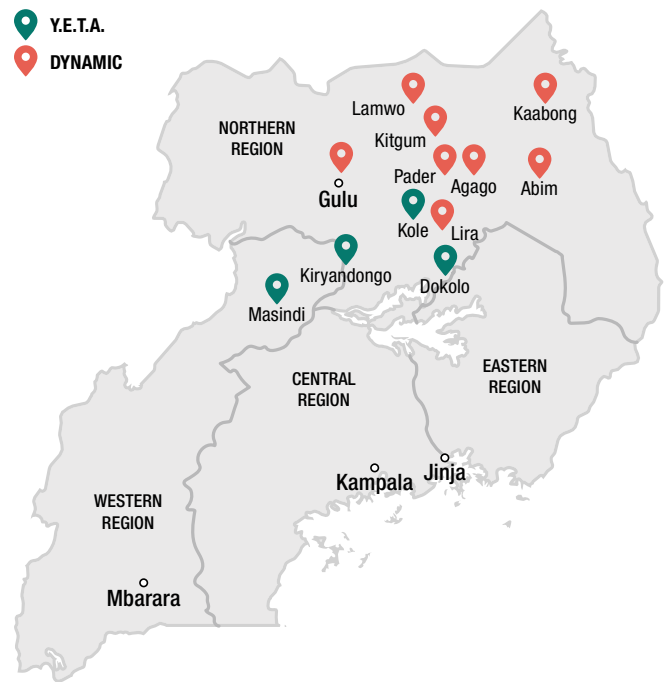 Y.E.T.A.
DYNAMIC
Lamwo
Kaabong
NORTHERN
REGION
Kitgum
Pader
Agago
Abim
Gulu
Kole
Lira
Kiryandongo
Dokolo
Masindi
CENTRAL
REGION
EASTERN
REGION
Kampala
Jinja
WESTERN
REGION
Mbarara